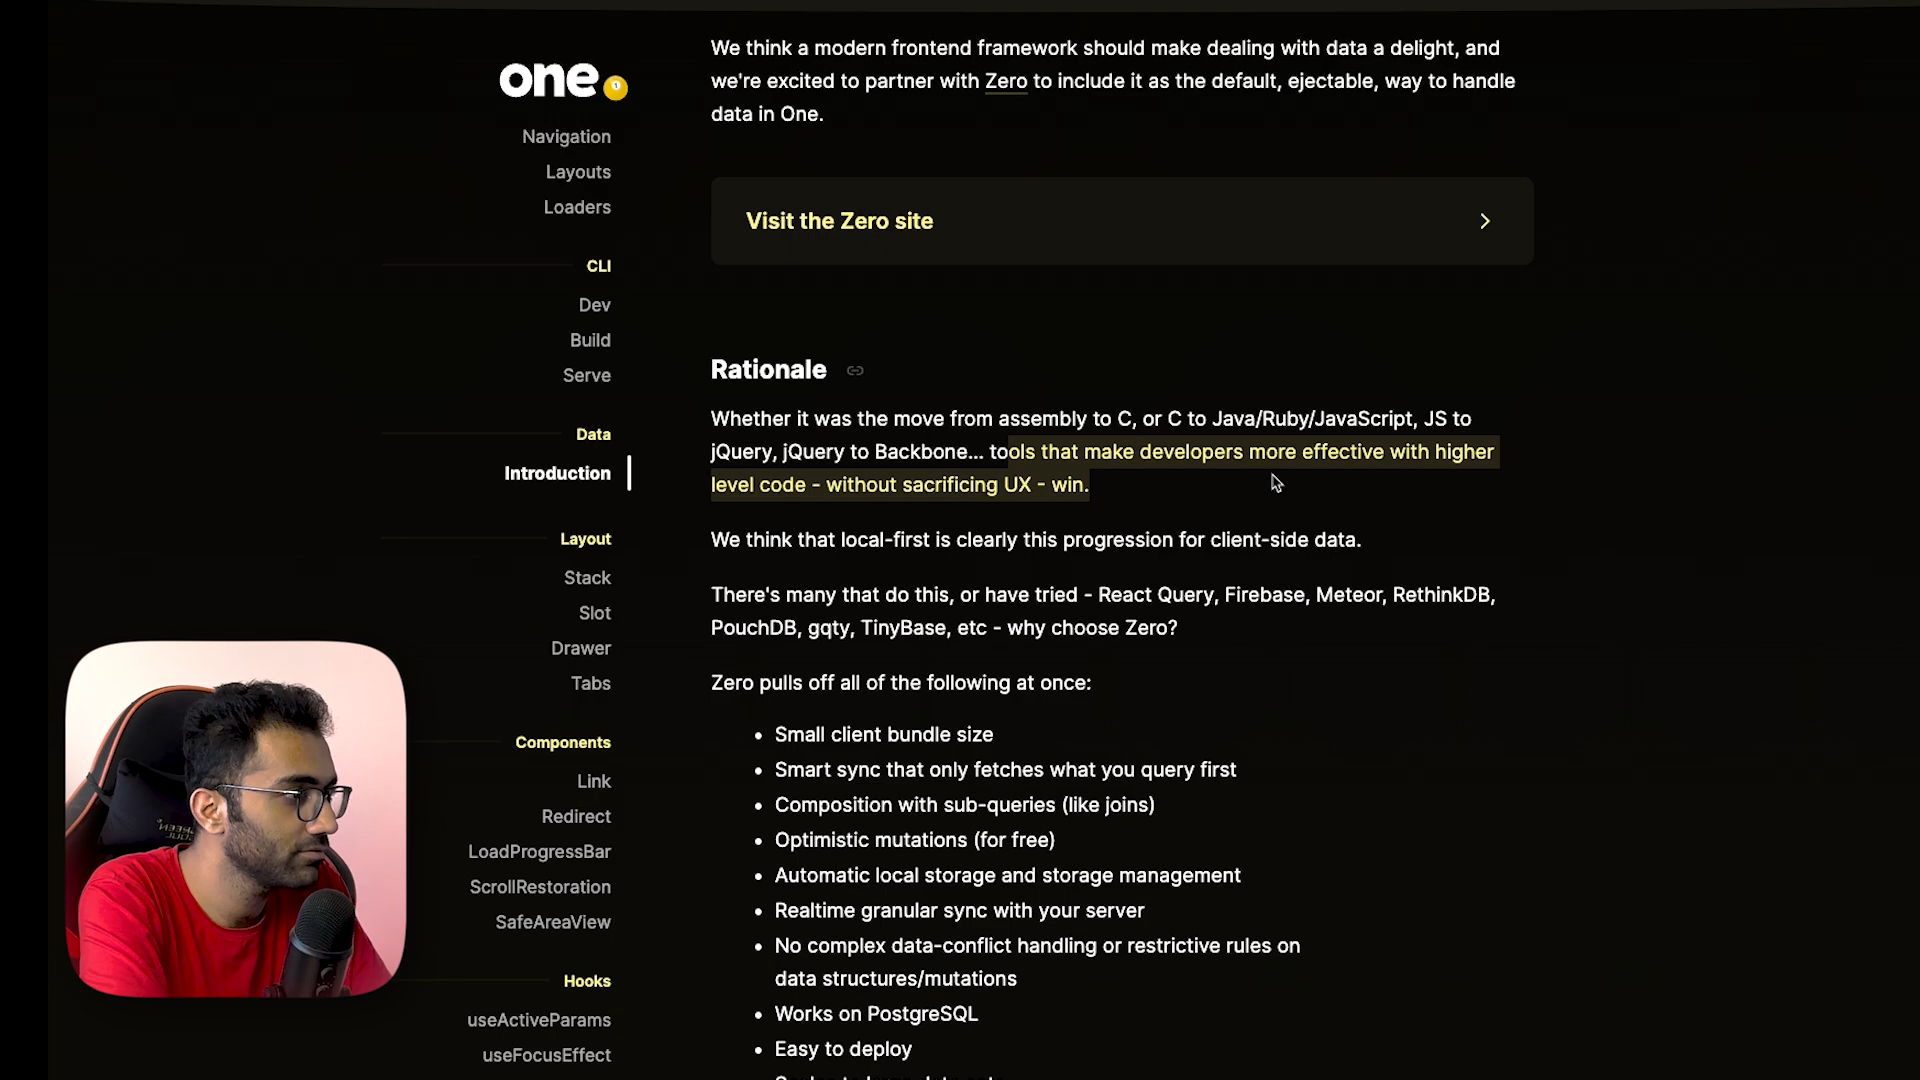 one
Navigation
Layouts
Loaders
CLI
Dev
Build
Serve
Data
Introduction
Layout
Stack
Slot
Drawer
Tabs
Components
Link
Redirect
LoadProgressBar
ScrollRestoration
SafeAreaView
Hooks
useActiveParams
useFocusEffect
We think a modern frontend framework should make dealing with data a delight, and
we're excited to partner with Zero to include it as the default, ejectable, way to handle
data in One.
Visit the Zero site
Rationale
Whether it was the move from assembly to C, or C to Java/Ruby/JavaScript, JS to
jQuery, jQuery to Backbone... tools that make developers more effective with higher
level code - without sacrificing UX - win.
We think that local-first is clearly this progression for client-side data.
There's many that do this, or have tried - React Query, Firebase, Meteor, RethinkDB,
PouchDB, gqty, TinyBase, etc - why choose Zero?
Zero pulls off all of the following at once:
• Small client bundle size
• Smart sync that only fetches what you query first
• Composition with sub-queries (like joins)
• Optimistic mutations (for free)
• Automatic local storage and storage management
• Realtime granular sync with your server
• No complex data-conflict handling or restrictive rules on
data structures/mutations
• Works on PostgreSQL
• Easy to deploy